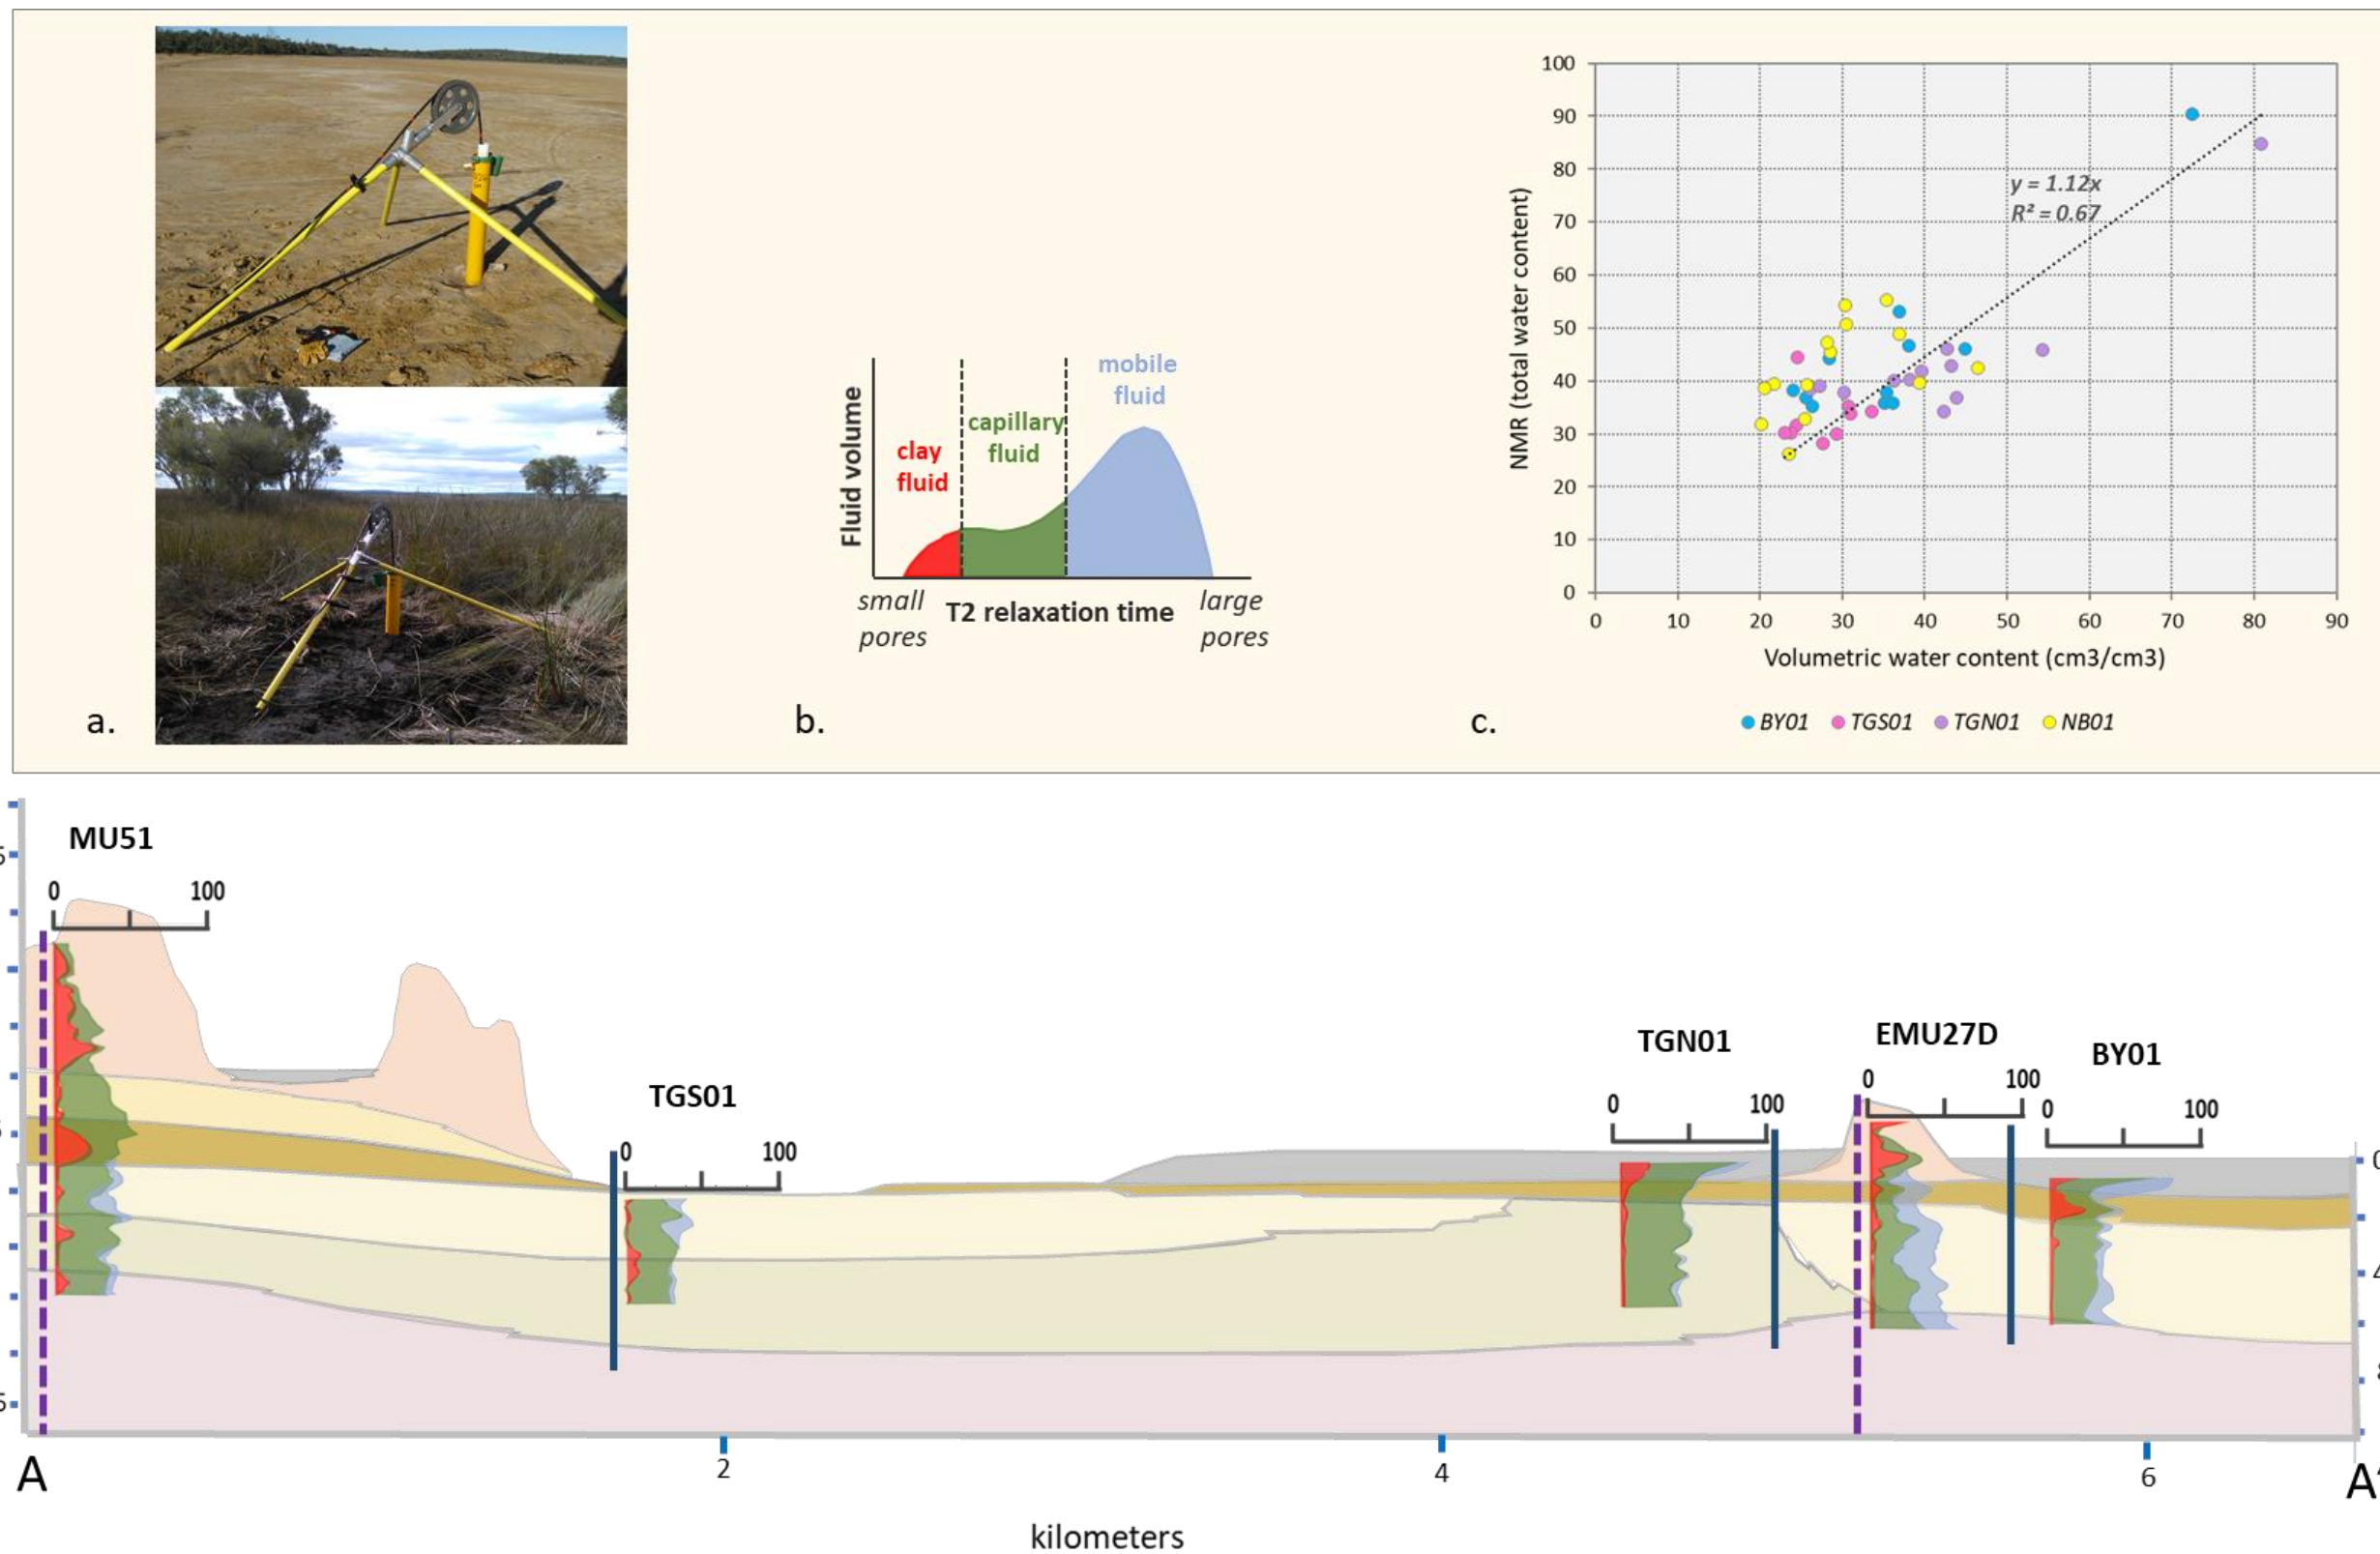 a.
Fluid volume
clay
fluid
capillary
fluid
mobile
fluid
small
pores
T2 relaxation time
large
pores
b.
NMR (total water content)
100
90
80
70
60
50
40
30
20
10
0
y = 1.12x
R² = 0.67
0 10 20 30 40 50 60 70 80 90
Volumetric water content (cm3/cm3)
BY01 TGS01 TGN01 NB01
c.
MU51
0 100
TGS01
0 100
TGN01
0 100
EMU27D
0 100
BY01
0 100
A
2 4 6
A'
kilometers